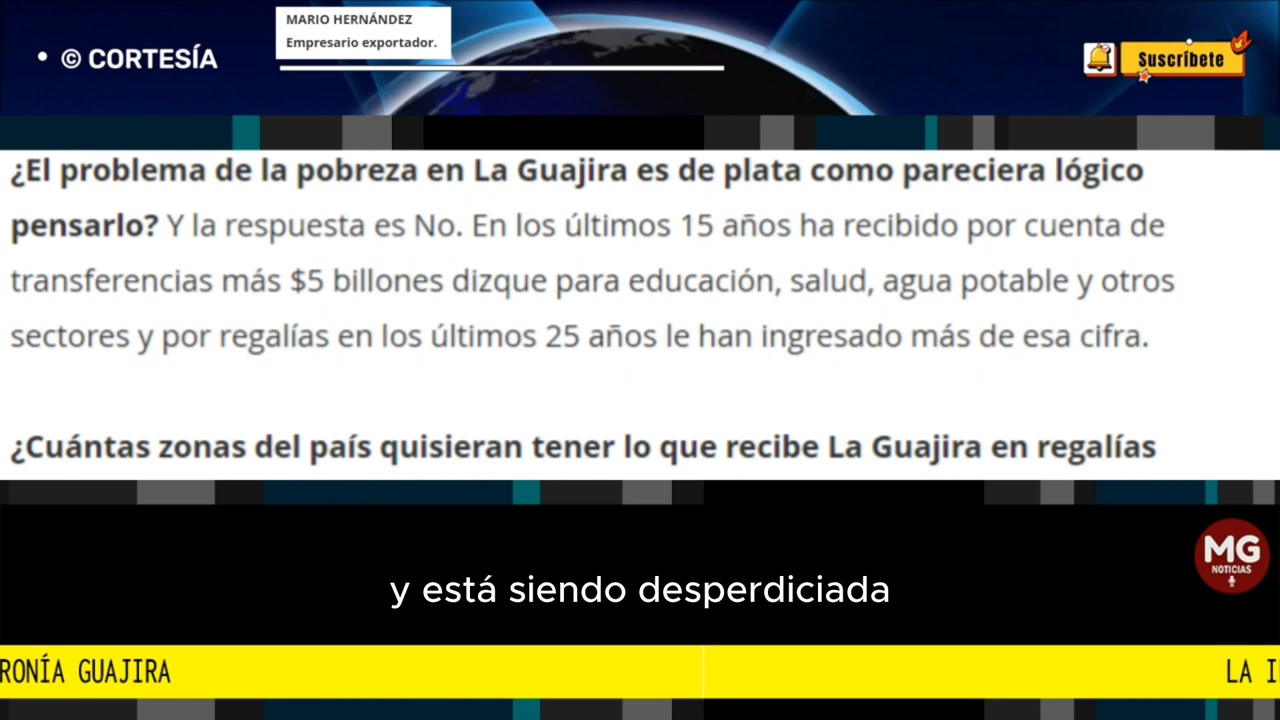 MARIO HERNÁNDEZ
Empresario exportador.
• © CORTESÍA
Suscríbete
¿El problema de la pobreza en La Guajira es de plata como pareciera lógico
pensarlo? Y la respuesta es No. En los últimos 15 años ha recibido por cuenta de
transferencias más $5 billones dizque para educación, salud, agua potable y otros
sectores y por regalías en los últimos 25 años le han ingresado más de esa cifra.
¿Cuántas zonas del país quisieran tener lo que recibe La Guajira en regalías
MG
NOTICIAS
y está siendo desperdiciada
RONÍA GUAJIRA
LA I